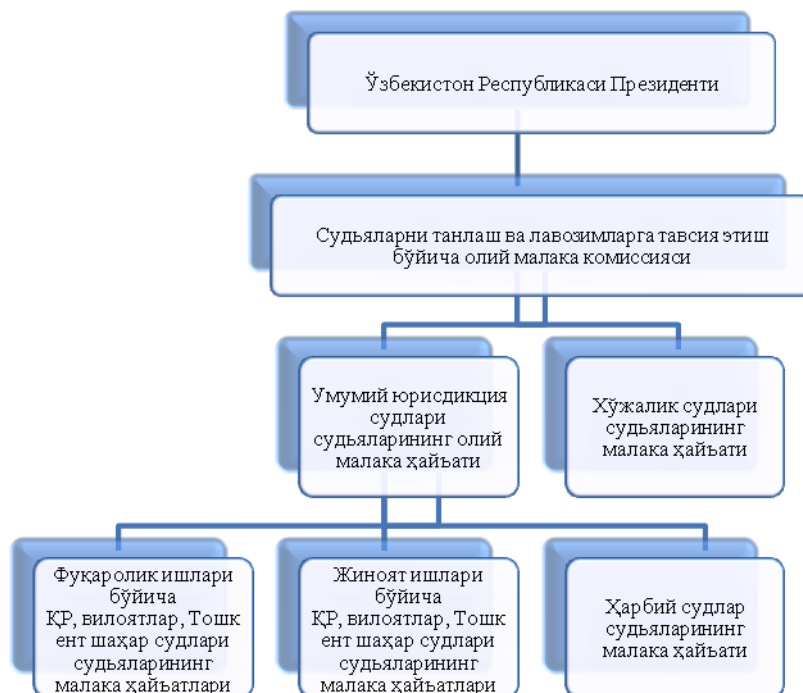 Ўзбекистон Республикаси Президенти
Судьяларни танлаш ва лавозимларга тавсия этиш
бўйича олий малака комиссияси
Умумий юрисдикция
судлари
судьяларининг олий
малака ҳайъати
Хўжалик судлари
судьяларининг
малака ҳайъати
Фуқаролик ишлари
бўйича
ҚР, вилоятлар, Тошк
ент шаҳар судлари
судьяларининг
малака ҳайъатлари
Жиноят ишлари
бўйича
ҚР, вилоятлар, Тошк
ент шаҳар судлари
судьяларининг
малака ҳайъатлари
Ҳарбий судлар
судьяларининг
малака ҳайъати